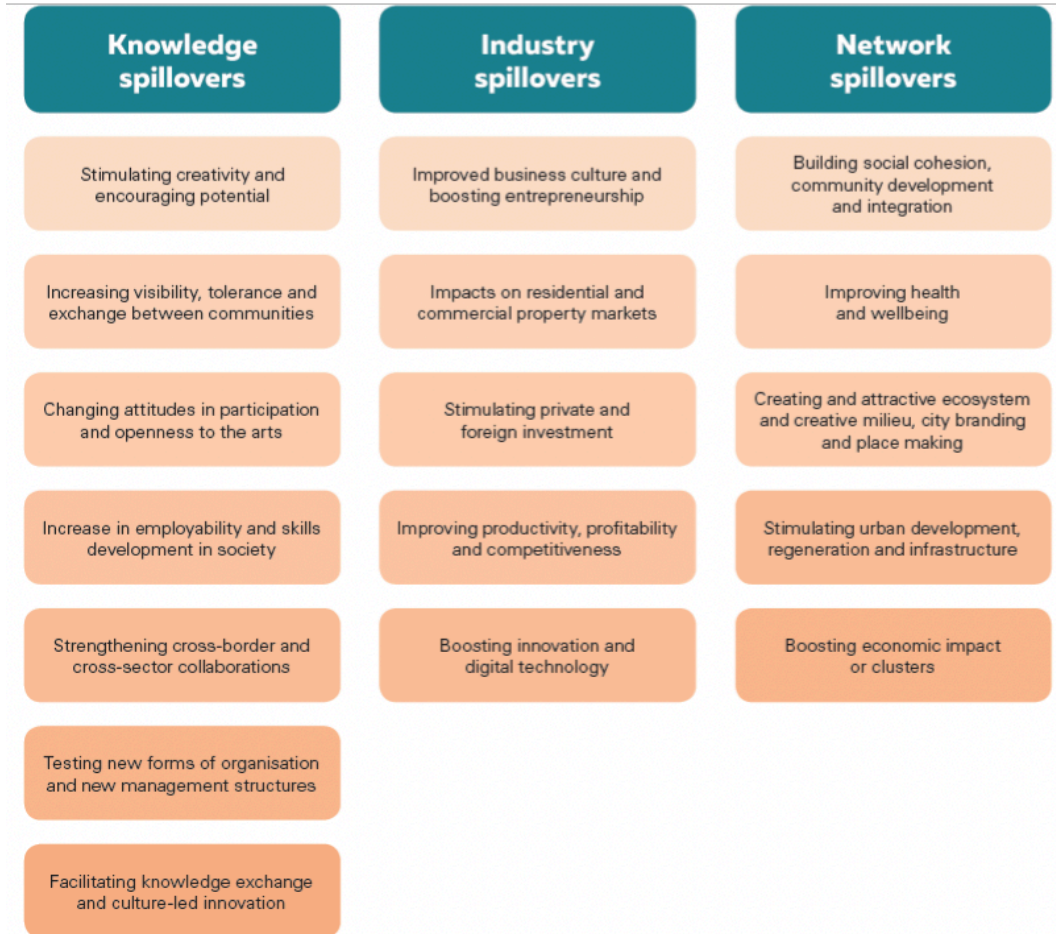 Knowledge
spillovers
Stimulating creativity and
encouraging potential
Increasing visibility, tolerance and
exchange between communities
Changing attitudes in participation
and openness to the arts
Increase in employability and skills
development in society
Strengthening cross-border and
cross-sector collaborations
Testing new forms of organisation
and new management structures
Facilitating knowledge exchange
and culture-led innovation
Industry
spillovers
Improved business culture and
boosting entrepreneurship
Impacts on residential and
commercial property markets
Stimulating private and
foreign investment
Improving productivity, profitability
and competitiveness
Boosting innovation and
digital technology
Network
spillovers
Building social cohesion,
community development
and integration
Improving health
and wellbeing
Creating and attractive ecosystem
and creative milieu, city branding
and place making
Stimulating urban development,
regeneration and infrastructure
Boosting economic impact
or clusters